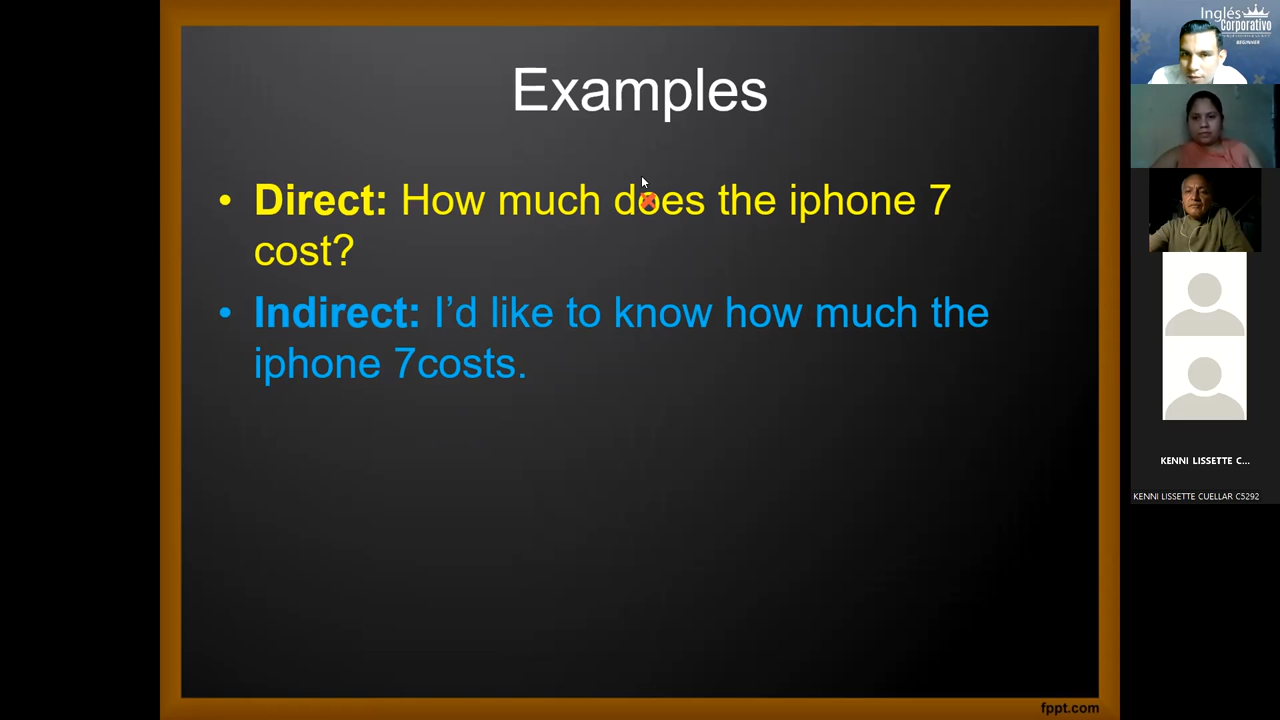 Examples
• Direct: How much does the iphone 7
cost?
• Indirect: I’d like to know how much the
iphone 7costs.
fppt.com
Inglés
Corporativo
BEGINNER
KENNI LISSETTE C...
KENNI LISSETTE CUELLAR C5292